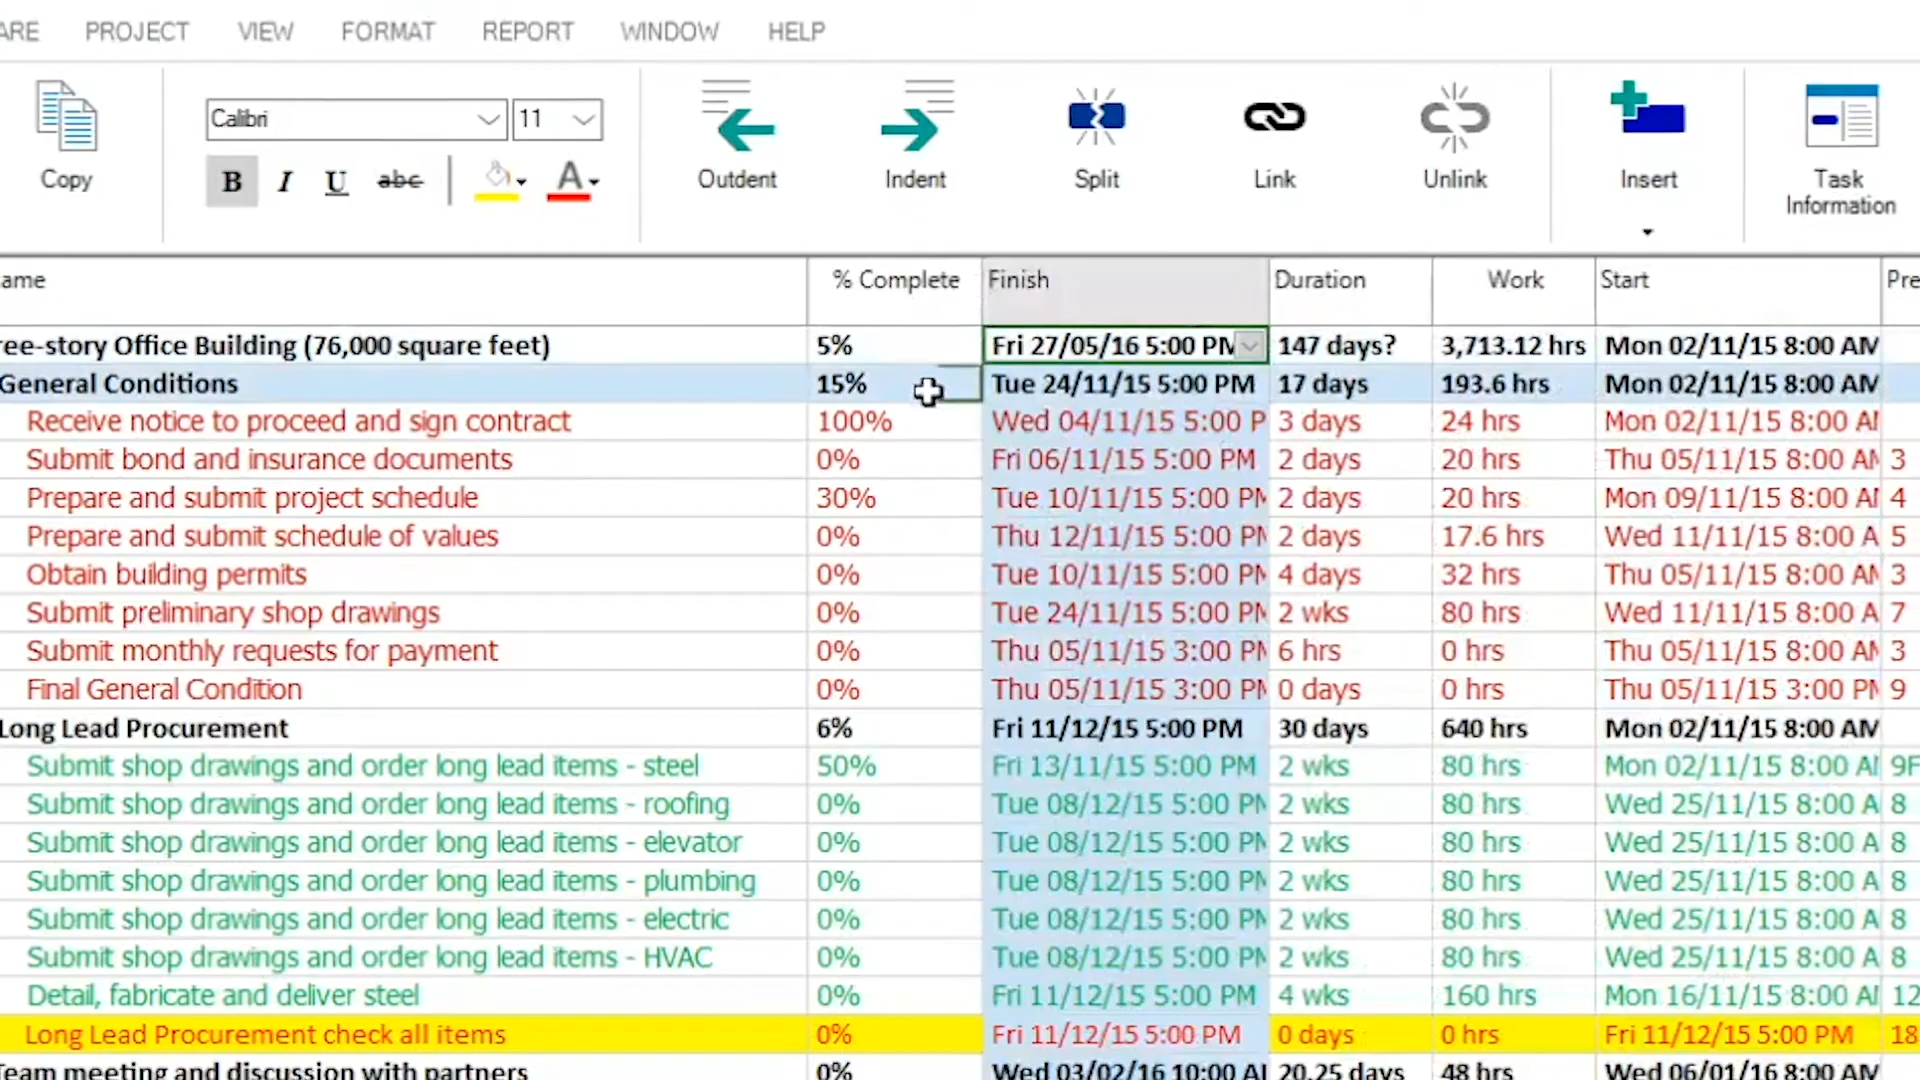 ARE PROJECT VIEW FORMAT REPORT WINDOW HELP
Calibri 11
B I U abc A
Copy Outdent Indent Split Link Unlink Insert Task
Information
ame % Complete Finish Duration Work Start Pre
ree-story Office Building (76,000 square feet) 5% Fri 27/05/16 5:00 PM 147 days? 3,713.12 hrs Mon 02/11/15 8:00 AM
General Conditions 15% Tue 24/11/15 5:00 PM 17 days 193.6 hrs Mon 02/11/15 8:00 AM
Receive notice to proceed and sign contract 100% Wed 04/11/15 5:00 P 3 days 24 hrs Mon 02/11/15 8:00 AM
Submit bond and insurance documents 0% Fri 06/11/15 5:00 PM 2 days 20 hrs Thu 05/11/15 8:00 AM 3
Prepare and submit project schedule 30% Tue 10/11/15 5:00 PM 2 days 20 hrs Mon 09/11/15 8:00 AM 4
Prepare and submit schedule of values 0% Thu 12/11/15 5:00 PM 2 days 17.6 hrs Wed 11/11/15 8:00 A 5
Obtain building permits 0% Tue 10/11/15 5:00 PM 4 days 32 hrs Thu 05/11/15 8:00 AM 3
Submit preliminary shop drawings 0% Tue 24/11/15 5:00 PM 2 wks 80 hrs Wed 11/11/15 8:00 A 7
Submit monthly requests for payment 0% Thu 05/11/15 3:00 PM 6 hrs 0 hrs Thu 05/11/15 8:00 AM 3
Final General Condition 0% Thu 05/11/15 3:00 PM 0 days 0 hrs Thu 05/11/15 3:00 PM 9
Long Lead Procurement 6% Fri 11/12/15 5:00 PM 30 days 640 hrs Mon 02/11/15 8:00 AM
Submit shop drawings and order long lead items - steel 50% Fri 13/11/15 5:00 PM 2 wks 80 hrs Mon 02/11/15 8:00 AM 9F
Submit shop drawings and order long lead items - roofing 0% Tue 08/12/15 5:00 PM 2 wks 80 hrs Wed 25/11/15 8:00 A 8
Submit shop drawings and order long lead items - elevator 0% Tue 08/12/15 5:00 PM 2 wks 80 hrs Wed 25/11/15 8:00 A 8
Submit shop drawings and order long lead items - plumbing 0% Tue 08/12/15 5:00 PM 2 wks 80 hrs Wed 25/11/15 8:00 A 8
Submit shop drawings and order long lead items - electric 0% Tue 08/12/15 5:00 PM 2 wks 80 hrs Wed 25/11/15 8:00 A 8
Submit shop drawings and order long lead items - HVAC 0% Tue 08/12/15 5:00 PM 2 wks 80 hrs Wed 25/11/15 8:00 A 8
Detail, fabricate and deliver steel 0% Fri 11/12/15 5:00 PM 4 wks 160 hrs Mon 16/11/15 8:00 AM 12
Long Lead Procurement check all items 0% Fri 11/12/15 5:00 PM 0 days 0 hrs Fri 11/12/15 5:00 PM 18
Team meeting and discussion with partners 0% Wed 03/02/16 10:00 AM 20.25 days 48 hrs Wed 06/01/16 8:00 AM